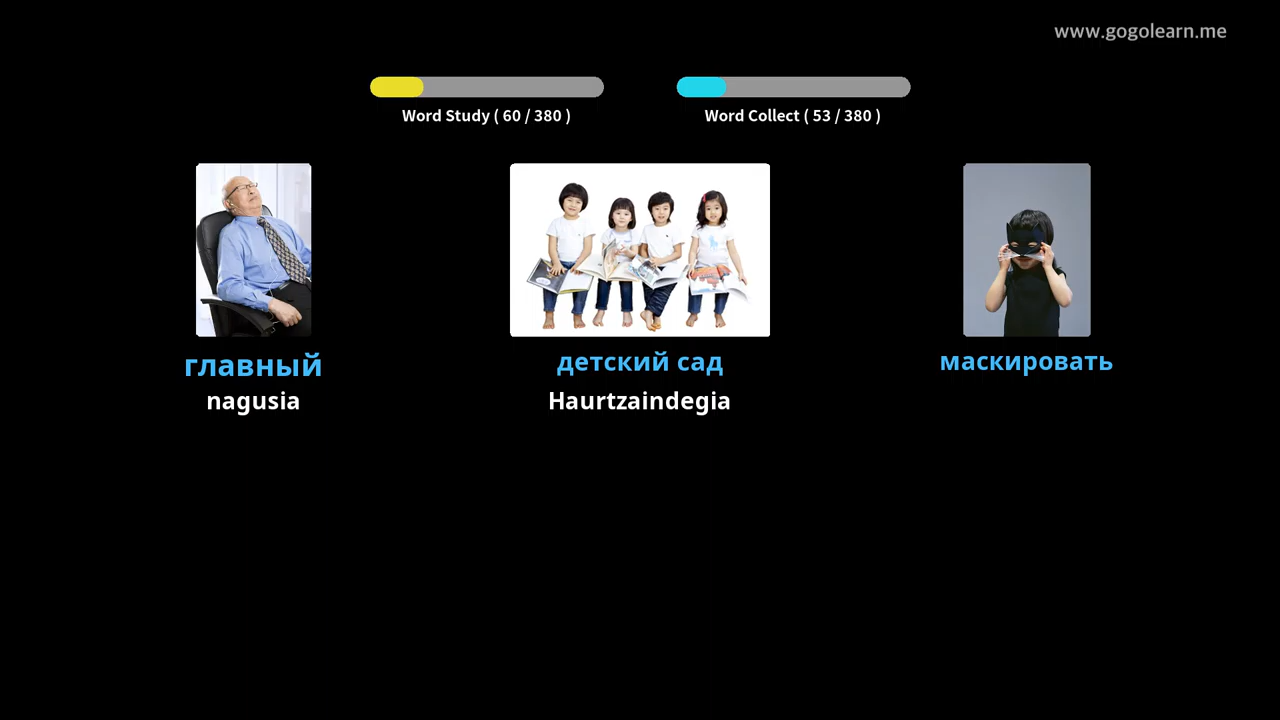 www.gogolearn.me
Word Study ( 60 / 380 )
Word Collect ( 53 / 380 )
главный
nagusia
детский сад
Haurtzaindegia
маскировать